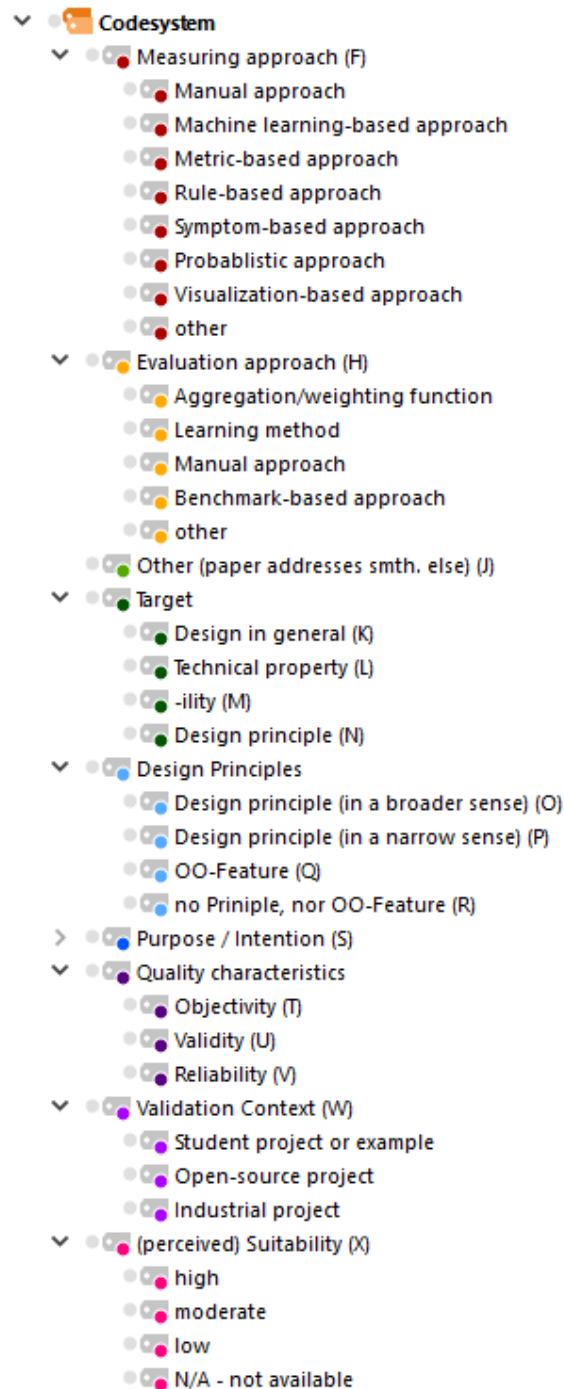 Codesystem
Measuring approach (F)
Manual approach
Machine learning-based approach
Metric-based approach
Rule-based approach
Symptom-based approach
Probablistic approach
Visualization-based approach
other
Evaluation approach (H)
Aggregation/weighting function
Learning method
Manual approach
Benchmark-based approach
other
Other (paper addresses smth. else) (J)
Target
Design in general (K)
Technical property (L)
-ility (M)
Design principle (N)
Design Principles
Design principle (in a broader sense) (O)
Design principle (in a narrow sense) (P)
OO-Feature (Q)
no Priniple, nor OO-Feature (R)
Purpose / Intention (S)
Quality characteristics
Objectivity (T)
Validity (U)
Reliability (V)
Validation Context (W)
Student project or example
Open-source project
Industrial project
(perceived) Suitability (X)
high
moderate
low
N/A - not available